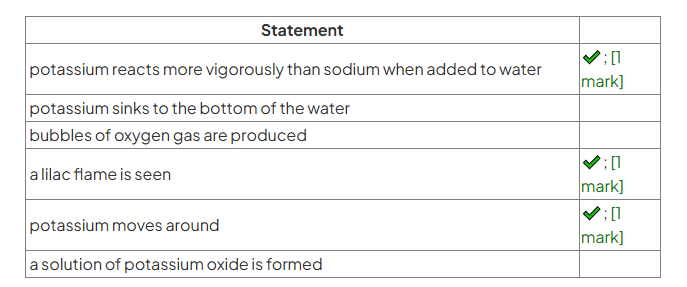 Statement
potassium reacts more vigorously than sodium when added to water
✔ ; [1
mark]
potassium sinks to the bottom of the water
bubbles of oxygen gas are produced
a lilac flame is seen
✔ ; [1
mark]
potassium moves around
✔ ; [1
mark]
a solution of potassium oxide is formed